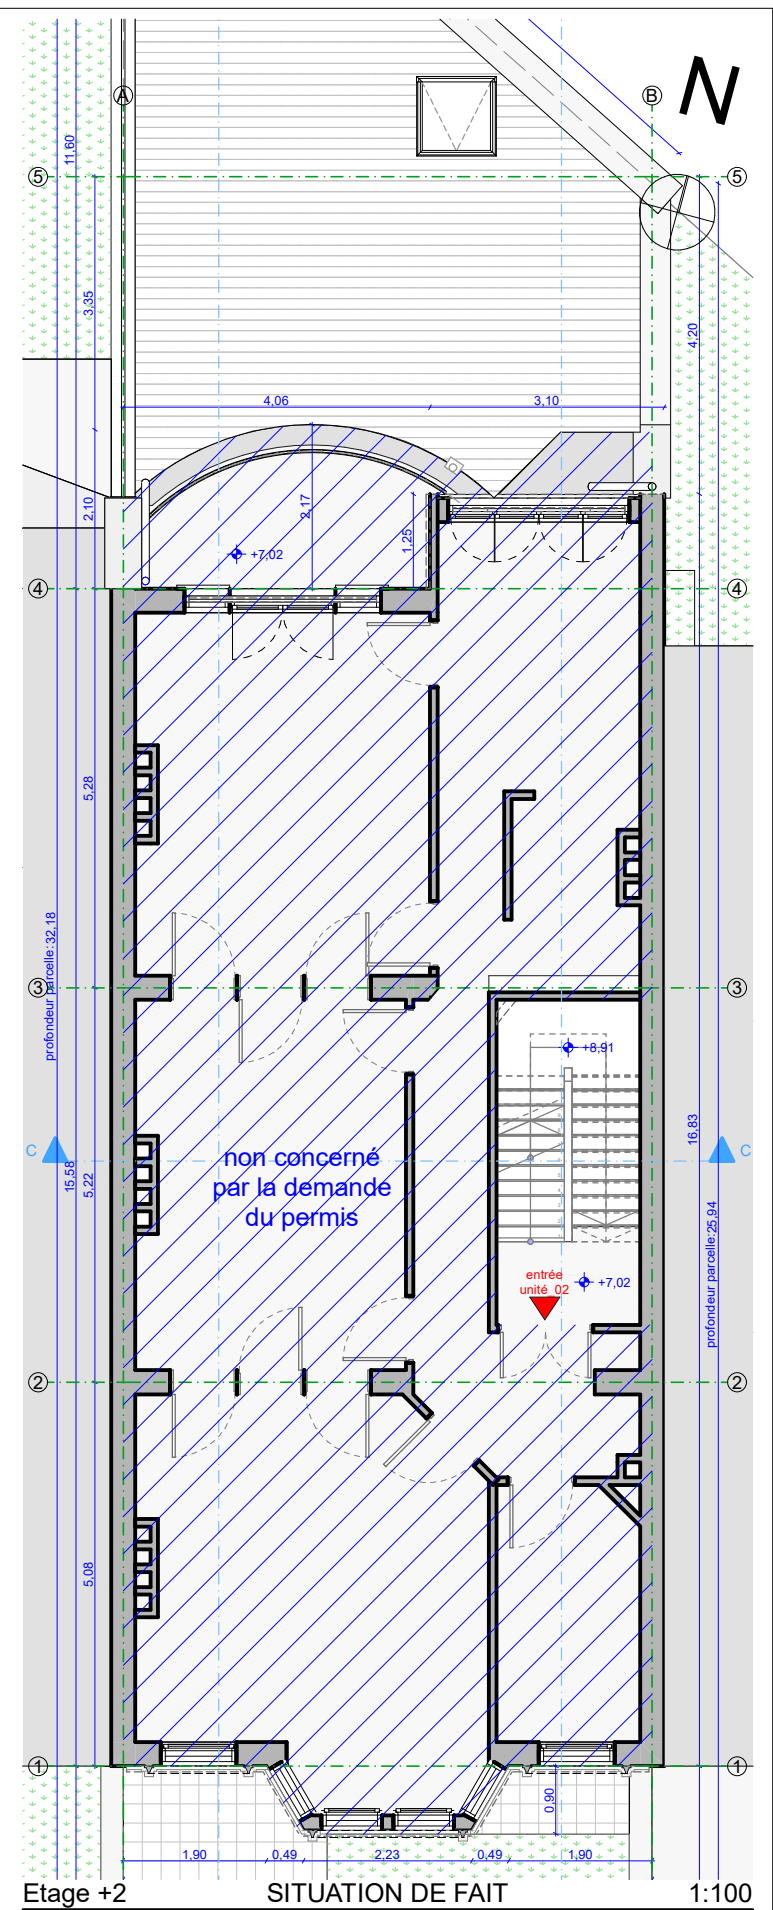 N
A
B
11,60
5
5
3,35
4,20
4,06
3,10
2,10
2,17
1,25
+7,02
4
4
5,28
profondeur parcelle:32,18
3
3
+8,91
16,83
C
C
15,58
5,22
non concerné
par la demande
du permis
entrée
unité_02
+7,02
profondeur parcelle:25,94
2
2
5,08
1
1
0,90
1,90
0,49
2,23
0,49
1,90
Etage +2
SITUATION DE FAIT
1:100